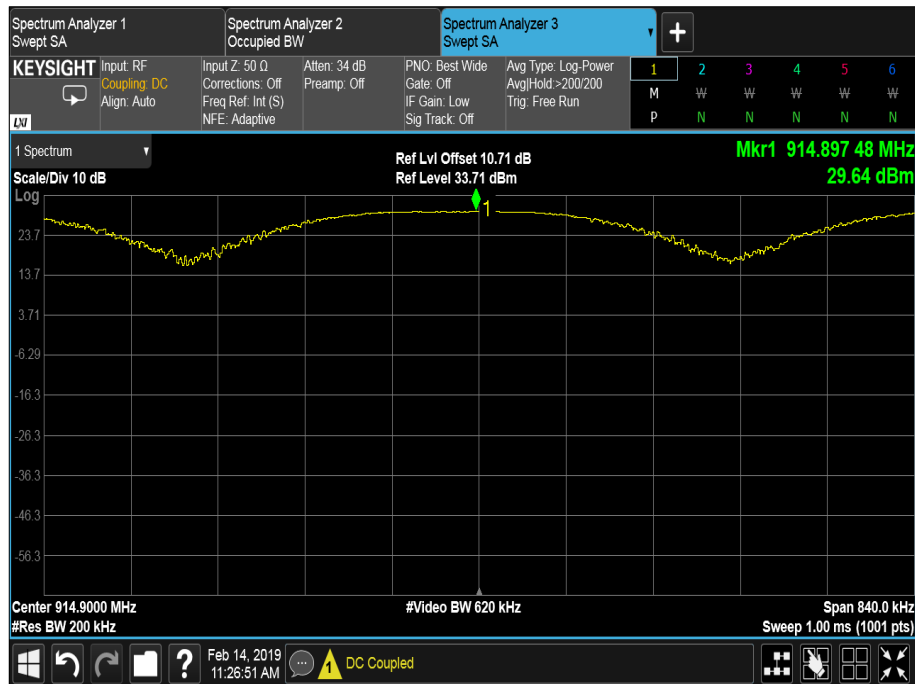 Spectrum Analyzer 1
Swept SA
Spectrum Analyzer 2
Occupied BW
Spectrum Analyzer 3
Swept SA
▼
+
KEYSIGHT
LXI
Input: RF
Coupling: DC
Align: Auto
Input Z: 50 Ω
Corrections: Off
Freq Ref: Int (S)
NFE: Adaptive
Atten: 34 dB
Preamp: Off
PNO: Best Wide
Gate: Off
IF Gain: Low
Sig Track: Off
Avg Type: Log-Power
Avg|Hold:>200/200
Trig: Free Run
1 2 3 4 5 6
M W W W W W
P N N N N N
1 Spectrum ▼
Scale/Div 10 dB
Log
Ref Lvl Offset 10.71 dB
Ref Level 33.71 dBm
Mkr1 914.897 48 MHz
29.64 dBm
1
23.7
13.7
3.71
-6.29
-16.3
-26.3
-36.3
-46.3
-56.3
Center 914.9000 MHz
#Res BW 200 kHz
#Video BW 620 kHz
Span 840.0 kHz
Sweep 1.00 ms (1001 pts)
?
Feb 14, 2019
11:26:51 AM
1
DC Coupled